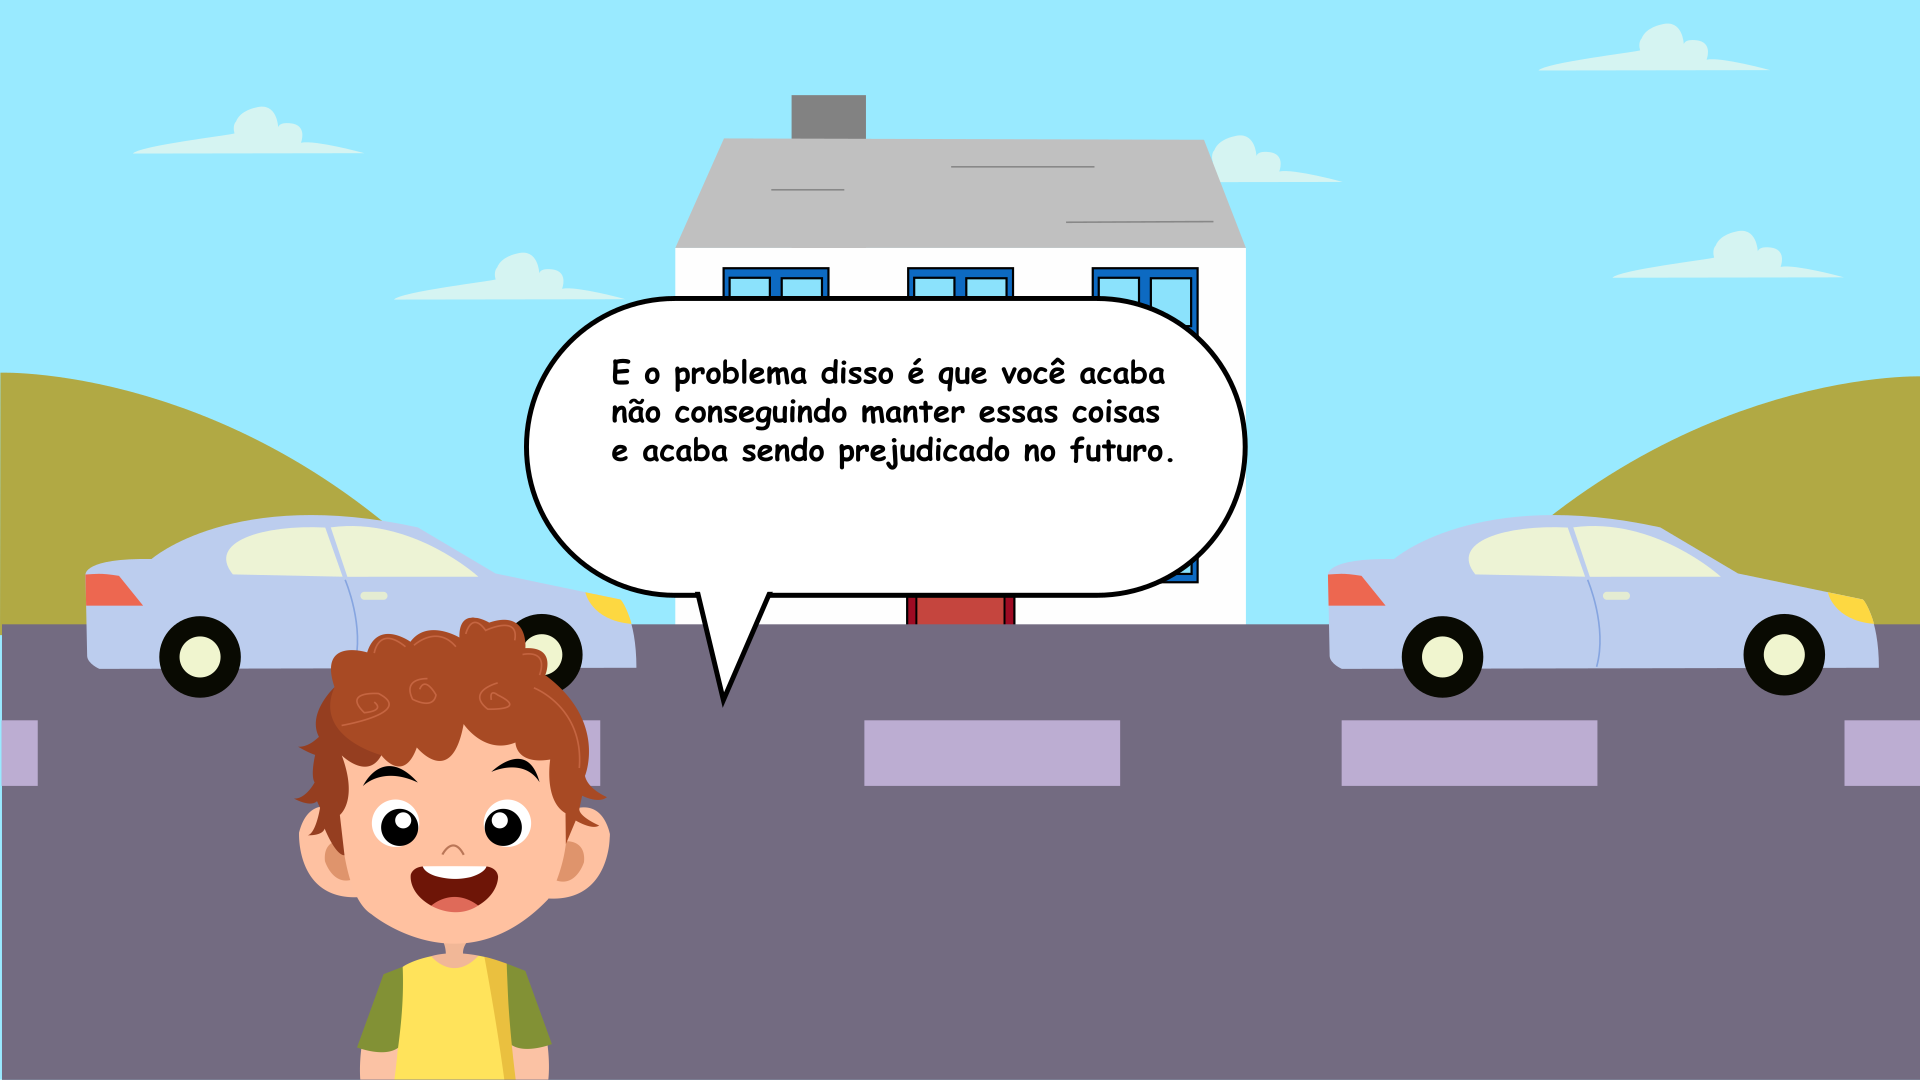 E o problema disso é que você acaba
não conseguindo manter essas coisas
e acaba sendo prejudicado no futuro.